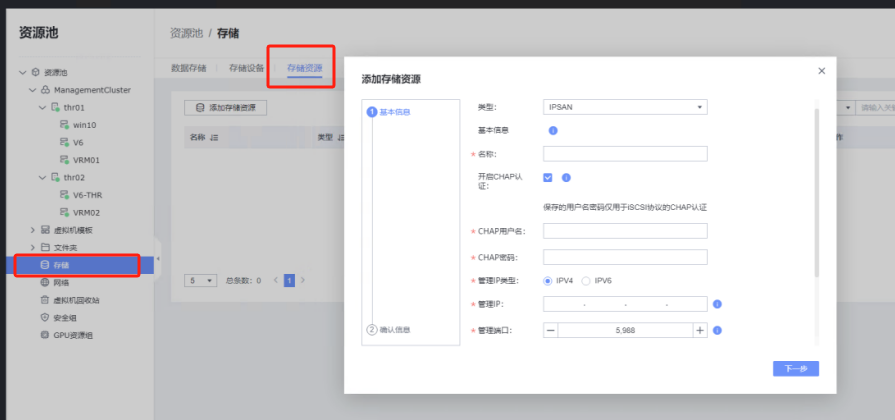 资源池
资源池 / 存储
数据存储
存储设备
存储资源
资源池
ManagementCluster
thr01
win10
V6
VRM01
thr02
V6-THR
VRM02
虚拟机模板
文件夹
存储
网络
虚拟机回收站
安全组
GPU资源组
添加存储资源
名称
类型
5
总条数: 0
< 1 >
请输入关
作
添加存储资源
1 基本信息
2 确认信息
类型:
IPSAN
基本信息
* 名称:
开启CHAP认
证:
保存的用户名密码仅用于iSCSI协议的CHAP认证
* CHAP用户名:
* CHAP密码:
* 管理IP类型:
IPV4
IPV6
* 管理IP:
* 管理端口:
5,988
下一步